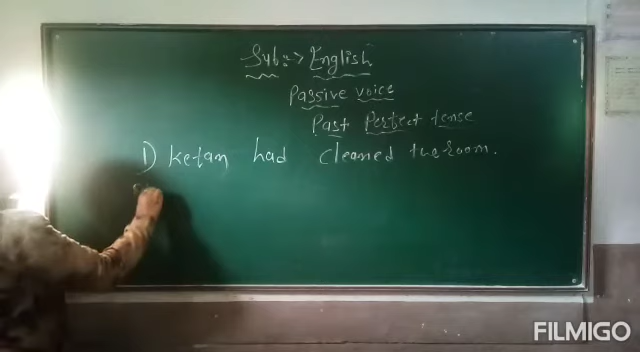 Sub:-> English
Passive voice
Past Perfect tense
1) Ketan had cleaned the room.
FILMIGO